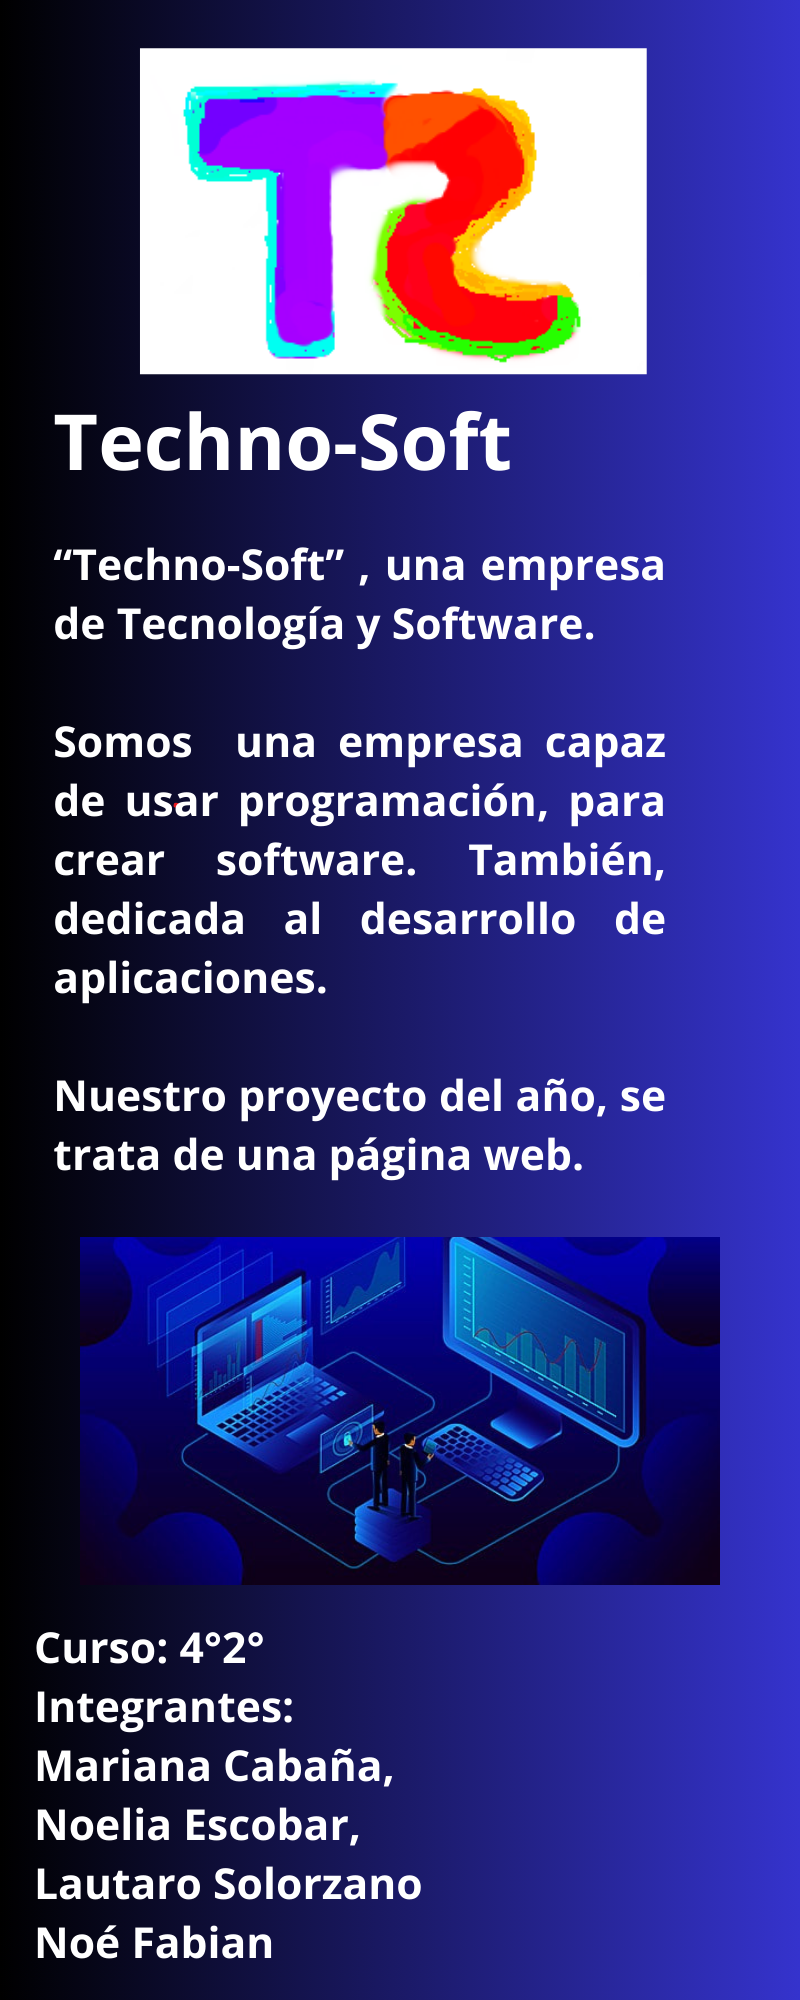 TS
Techno-Soft
“Techno-Soft” , una empresa
de Tecnología y Software.
Somos una empresa capaz
de usar programación, para
crear software. También,
dedicada al desarrollo de
aplicaciones.
Nuestro proyecto del año, se
trata de una página web.
Curso: 4°2°
Integrantes:
Mariana Cabaña,
Noelia Escobar,
Lautaro Solorzano
Noé Fabian